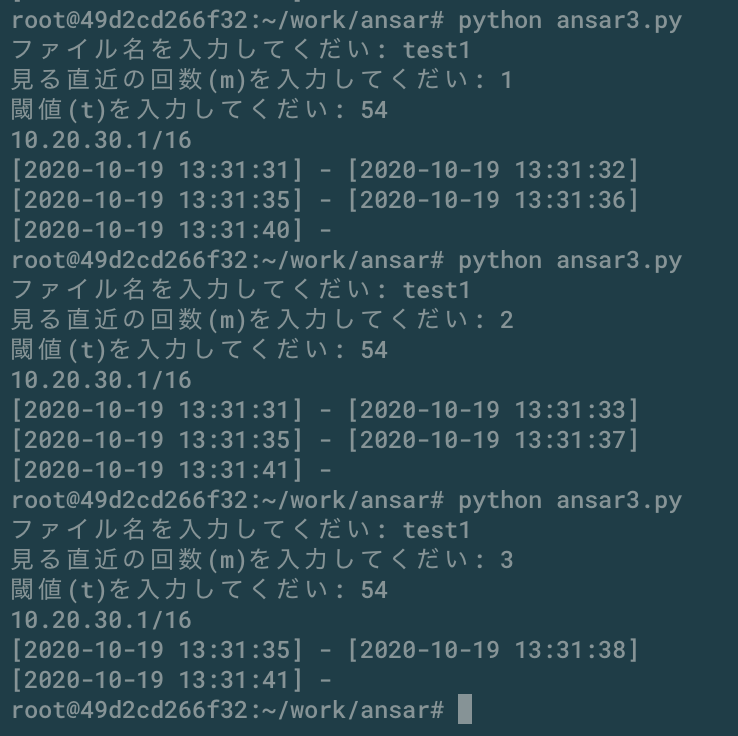 root@49d2cd266f32:~/work/ansar# python ansar3.py
ファイル名を入力してくだい: test1
見る直近の回数(m)を入力してくだい: 1
閾値(t)を入力してくだい: 54
10.20.30.1/16
[2020-10-19 13:31:31] - [2020-10-19 13:31:32]
[2020-10-19 13:31:35] - [2020-10-19 13:31:36]
[2020-10-19 13:31:40] -
root@49d2cd266f32:~/work/ansar# python ansar3.py
ファイル名を入力してくだい: test1
見る直近の回数(m)を入力してくだい: 2
閾値(t)を入力してくだい: 54
10.20.30.1/16
[2020-10-19 13:31:31] - [2020-10-19 13:31:33]
[2020-10-19 13:31:35] - [2020-10-19 13:31:37]
[2020-10-19 13:31:41] -
root@49d2cd266f32:~/work/ansar# python ansar3.py
ファイル名を入力してくだい: test1
見る直近の回数(m)を入力してくだい: 3
閾値(t)を入力してくだい: 54
10.20.30.1/16
[2020-10-19 13:31:35] - [2020-10-19 13:31:38]
[2020-10-19 13:31:41] -
root@49d2cd266f32:~/work/ansar#